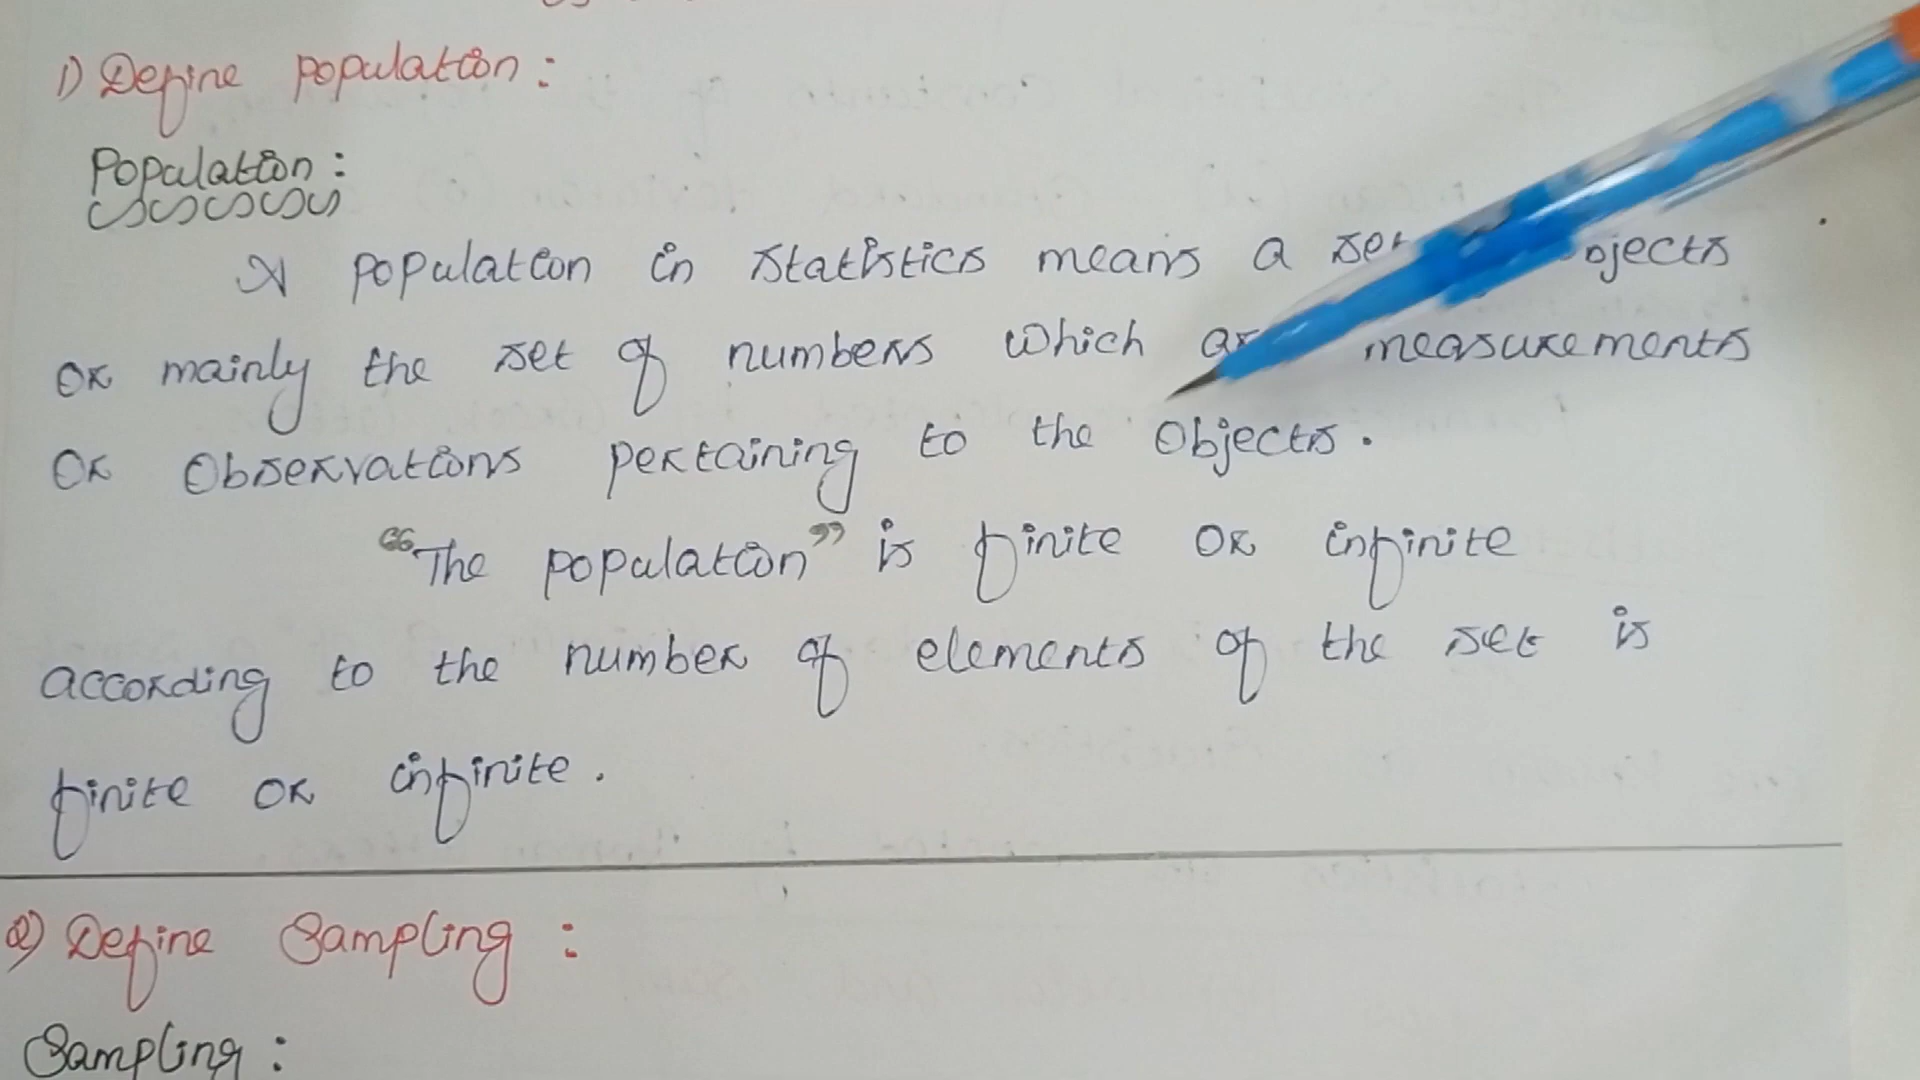 1) Define population :
Population :
A population in statistics means a set objects
or mainly the set of numbers which are measurements
or observations pertaining to the objects.
"The population" is finite or infinite
according to the number of elements of the set is
finite or infinite.
2) Define Sampling :
Sampling :